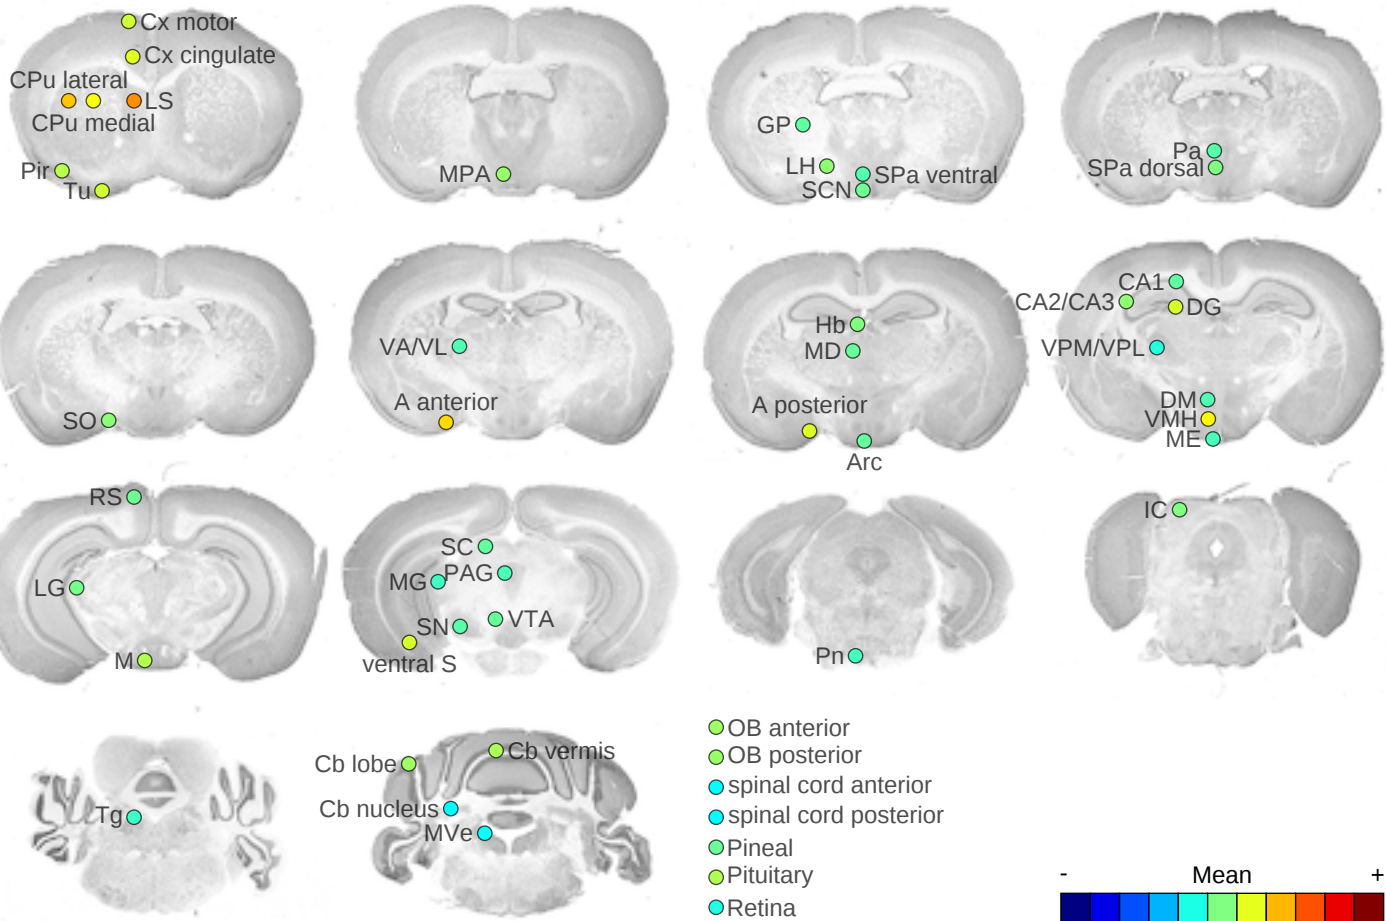 Cx motor
Cx cingulate
CPu lateral
LS
CPu medial
Pir
Tu
MPA
GP
LH
SPa ventral
SCN
Pa
SPa dorsal
SO
VA/VL
A anterior
Hb
MD
A posterior
Arc
CA1
CA2/CA3
DG
VPM/VPL
DM
VMH
ME
RS
LG
M
SC
MG
PAG
SN
VTA
ventral S
Pn
IC
Tg
Cb lobe
Cb vermis
Cb nucleus
MVe
OB anterior
OB posterior
spinal cord anterior
spinal cord posterior
Pineal
Pituitary
Retina
- Mean +